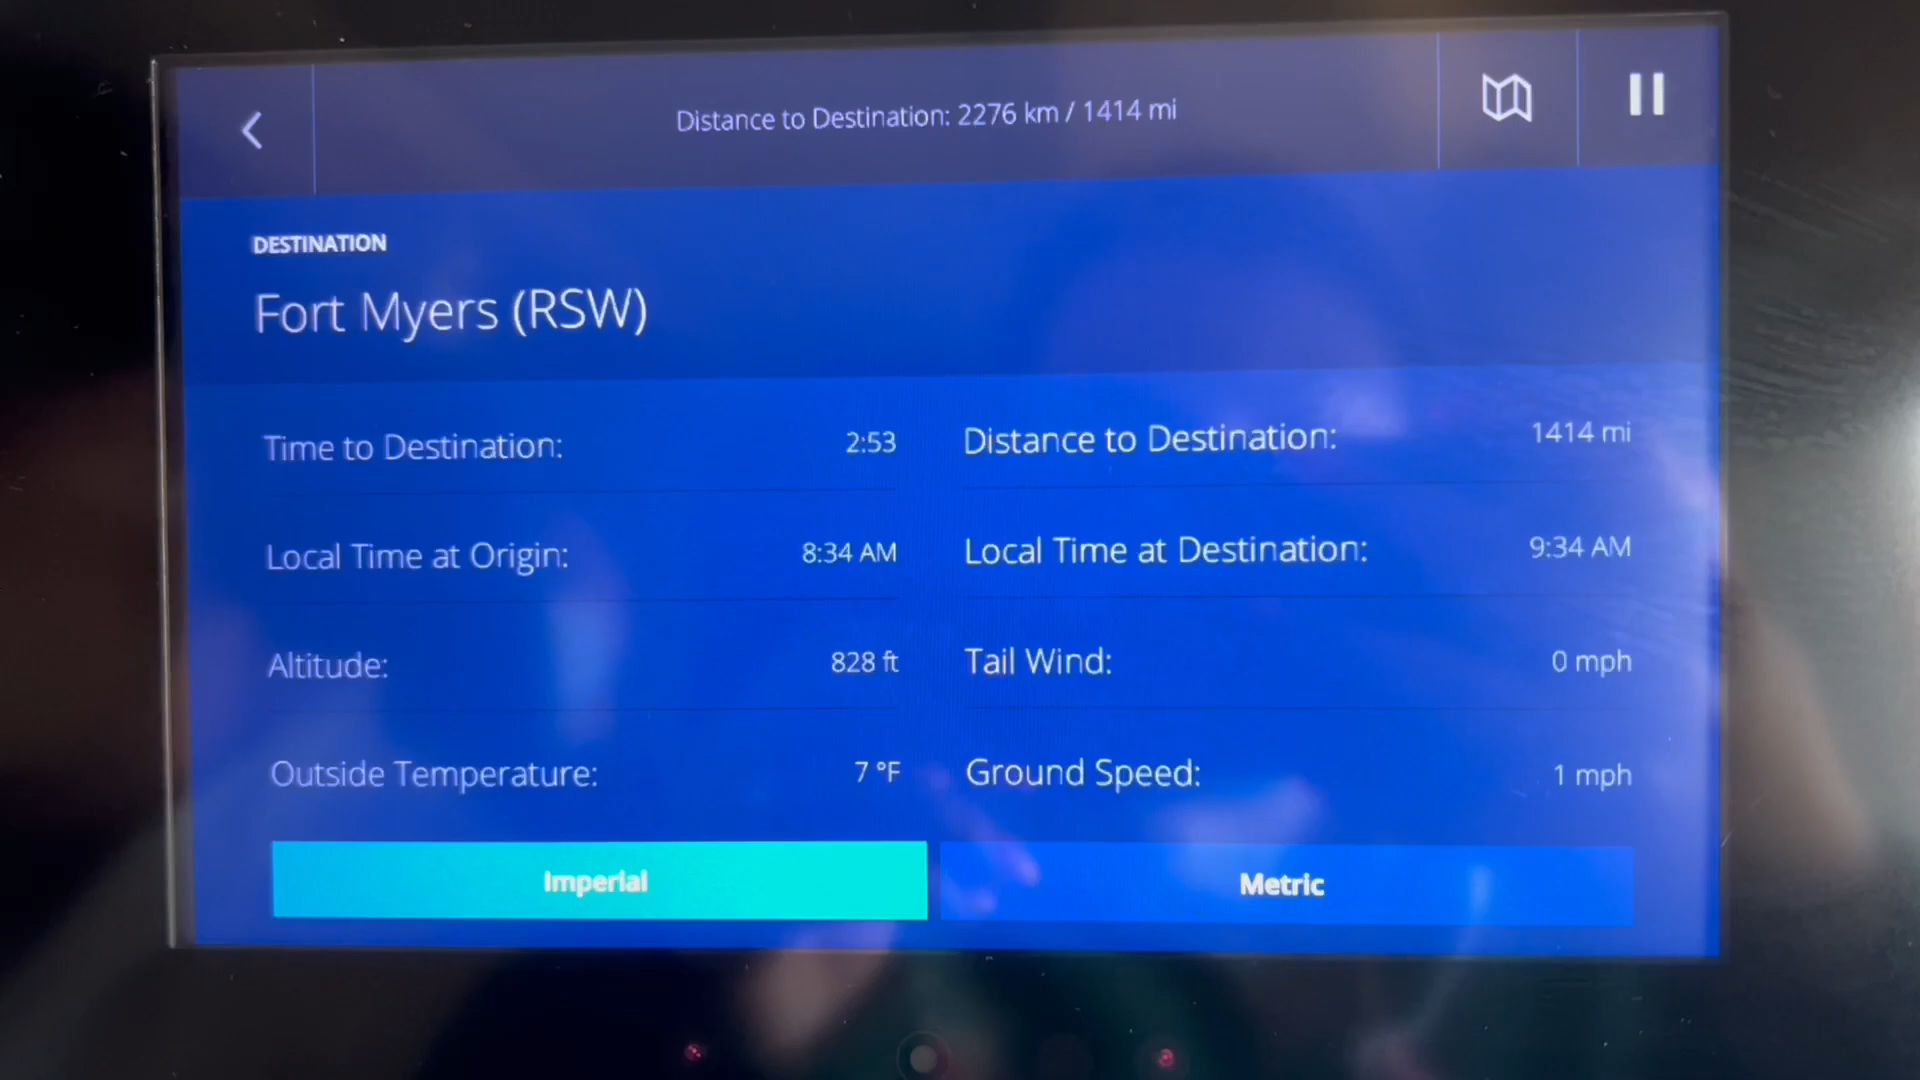 Distance to Destination: 2276 km / 1414 mi
DESTINATION
Fort Myers (RSW)
Time to Destination: 2:53
Distance to Destination: 1414 mi
Local Time at Origin: 8:34 AM
Local Time at Destination: 9:34 AM
Altitude: 828 ft
Tail Wind: 0 mph
Outside Temperature: 7 °F
Ground Speed: 1 mph
Imperial
Metric